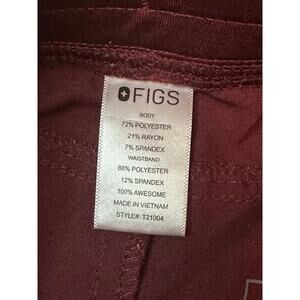 FIGS
BODY
72% POLYESTER
21% RAYON
7% SPANDEX
WAISTBAND
88% POLYESTER
12% SPANDEX
100% AWESOME
MADE IN VIETNAM
STYLE#: T21004